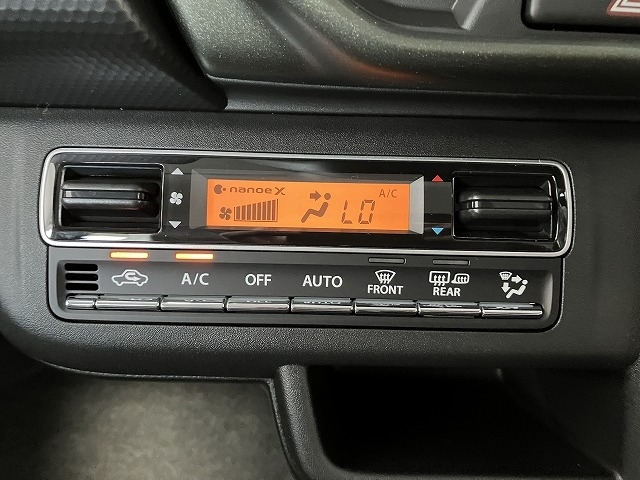 nanoe X
A/C
LO
A/C
OFF
AUTO
FRONT
REAR